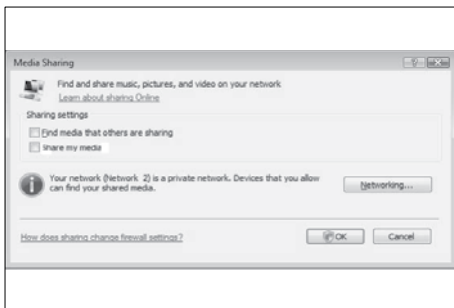 Media Sharing
Find and share music, pictures, and video on your network
Learn about sharing Online
Sharing settings
Find media that others are sharing
Share my media
Your network (Network 2) is a private network. Devices that you allow
can find your shared media.
Networking...
How does sharing change firewall settings?
OK
Cancel